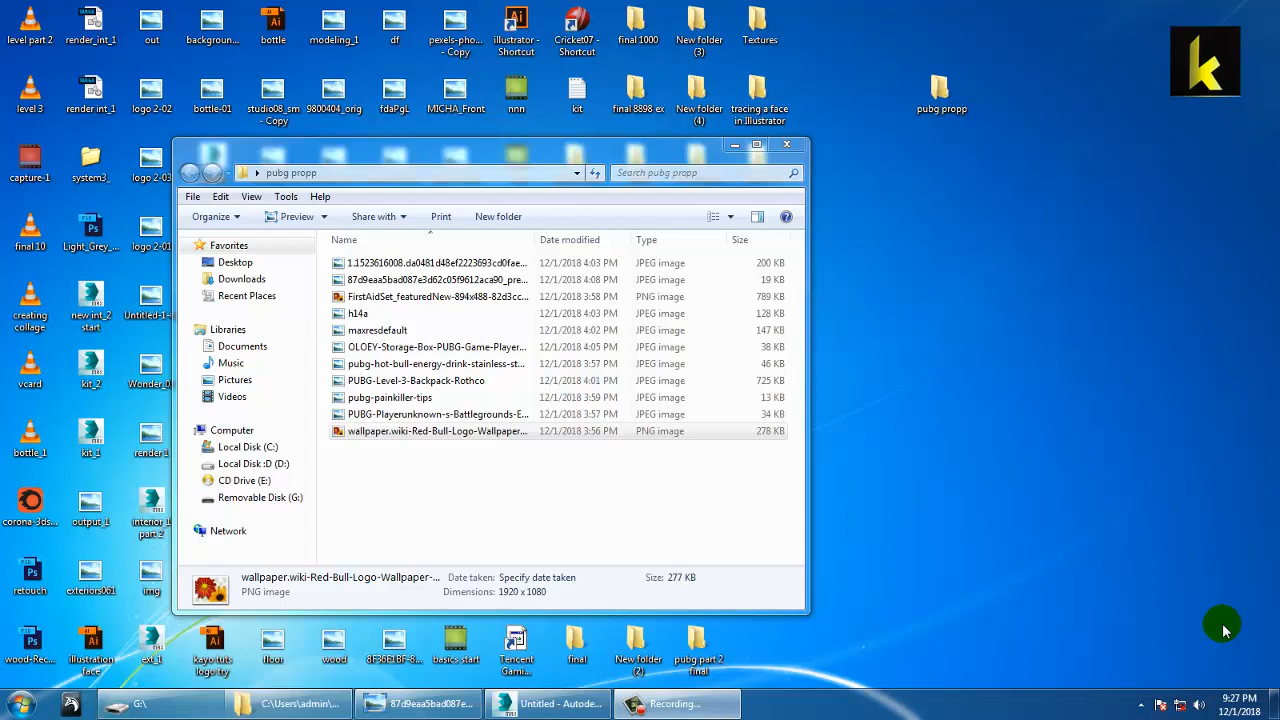 level part 2
render_int_1
out
backgroun...
bottle
modeling_1
df
pexels-pho... - Copy
illustrator - Shortcut
Cricket07 - Shortcut
final 1000
New folder (3)
Textures
level 3
render int_1
logo 2-02
bottle-01
studio08_sm - Copy
9800404_orig
fdaPgL
MICHA_Front
nnn
kit
final 8898 ex
New folder (4)
tracing a face in Illustrator
pubg propp
k
capture-1
system3_
logo 2-03
final 10
Light_Grey_...
logo 2-01
creating collage
new int_2 start
Untitled-1-
vcard
kit_2
Wonder_0
bottle_1
kit_1
render 1
corona-3ds...
output_1
interior_1 part 2
retouch
exteriors061
img
wood-Rec...
illustration face
ext_1
kayo tuts logo try
floor
wood
8F36E1BF-8...
basics start
Tencent Gami...
final
New folder (2)
pubg part 2 final
pubg propp
Search pubg propp
File Edit View Tools Help
Organize Preview Share with Print New folder
Name Date modified Type Size
Favorites
Desktop
Downloads
Recent Places
Libraries
Documents
Music
Pictures
Videos
Computer
Local Disk (C:)
Local Disk :D (D:)
CD Drive (E:)
Removable Disk (G:)
Network
1.1523616008.da0481d48ef2223693cd0fae... 12/1/2018 4:03 PM JPEG image 200 KB
87d9eaa5bad087e3d62c05f9612aca90_pre... 12/1/2018 4:08 PM JPEG image 19 KB
FirstAidSet_featuredNew-894x488-82d3cc... 12/1/2018 3:58 PM PNG image 789 KB
h14a 12/1/2018 4:03 PM JPEG image 128 KB
maxresdefault 12/1/2018 4:02 PM JPEG image 147 KB
OLOEY-Storage-Box-PUBG-Game-Player... 12/1/2018 4:05 PM JPEG image 38 KB
pubg-hot-bull-energy-drink-stainless-st... 12/1/2018 3:57 PM JPEG image 46 KB
PUBG-Level-3-Backpack-Rothco 12/1/2018 4:01 PM JPEG image 725 KB
pubg-painkiller-tips 12/1/2018 3:59 PM JPEG image 13 KB
PUBG-Playerunknown-s-Battlegrounds-E... 12/1/2018 3:57 PM JPEG image 34 KB
wallpaper.wiki-Red-Bull-Logo-Wallpaper... 12/1/2018 3:56 PM PNG image 278 KB
wallpaper.wiki-Red-Bull-Logo-Wallpaper-... Date taken: Specify date taken Size: 277 KB
PNG image Dimensions: 1920 x 1080
G:\
C:\Users\admin\...
87d9eaa5bad087e...
Untitled - Autode...
Recording...
9:27 PM
12/1/2018